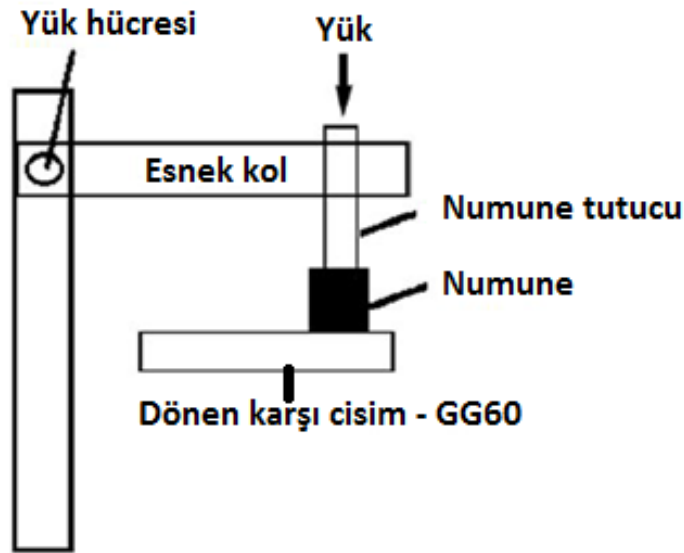 Yük hücresi
Yük
Esnek kol
Numune tutucu
Numune
Dönen karşı cisim - GG60